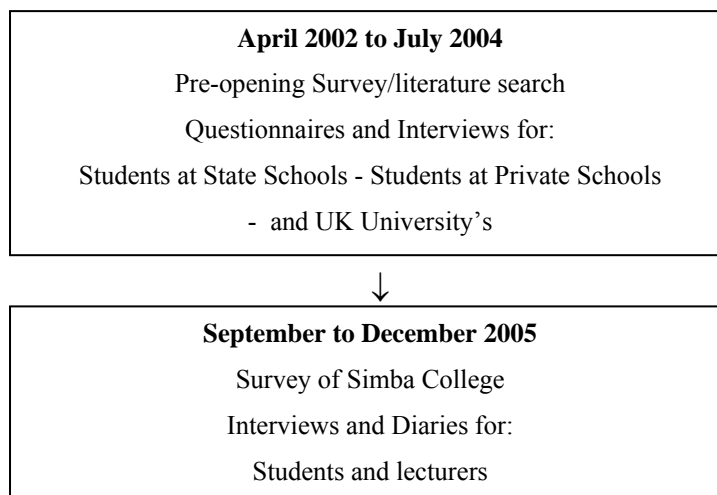 April 2002 to July 2004
Pre-opening Survey/literature search
Questionnaires and Interviews for:
Students at State Schools - Students at Private Schools
- and UK University's
↓
September to December 2005
Survey of Simba College
Interviews and Diaries for:
Students and lecturers